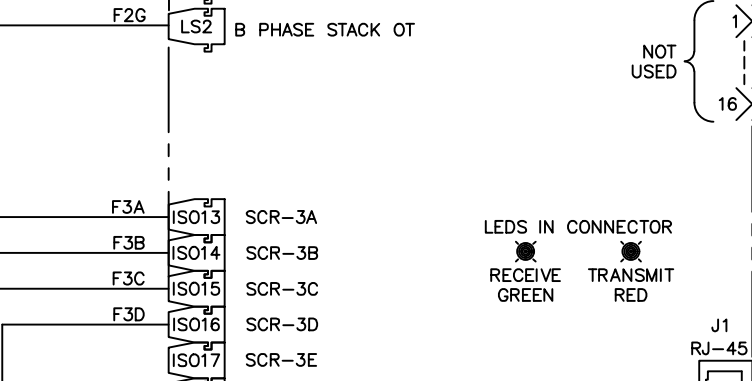 F2G
LS2 B PHASE STACK OT
1
NOT
USED
16
F3A ISO13 SCR-3A
F3B ISO14 SCR-3B
F3C ISO15 SCR-3C
F3D ISO16 SCR-3D
ISO17 SCR-3E
LEDS IN CONNECTOR
RECEIVE
GREEN
TRANSMIT
RED
J1
RJ-45